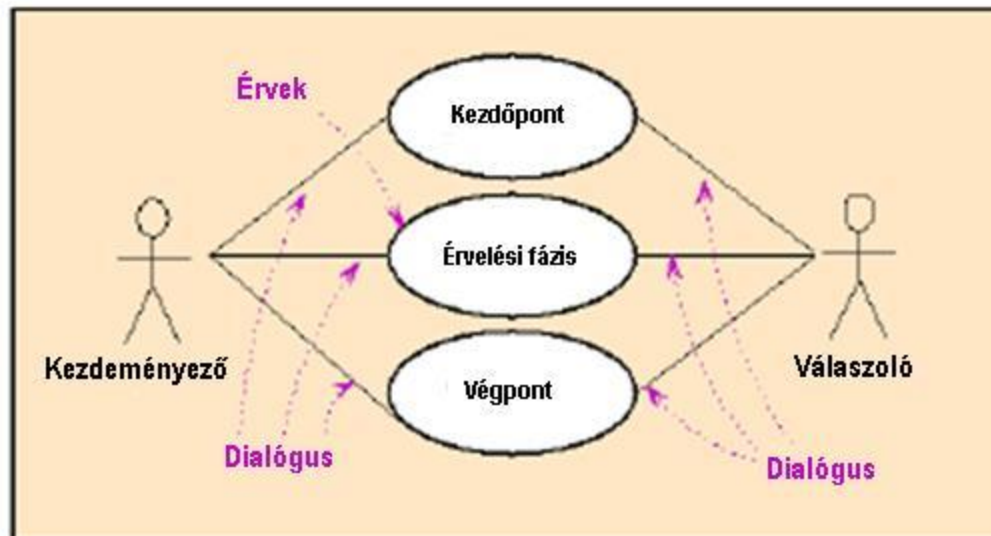 Érvek
Kezdőpont
Érvelési fázis
Kezdeményező
Válaszoló
Végpont
Dialógus
Dialógus